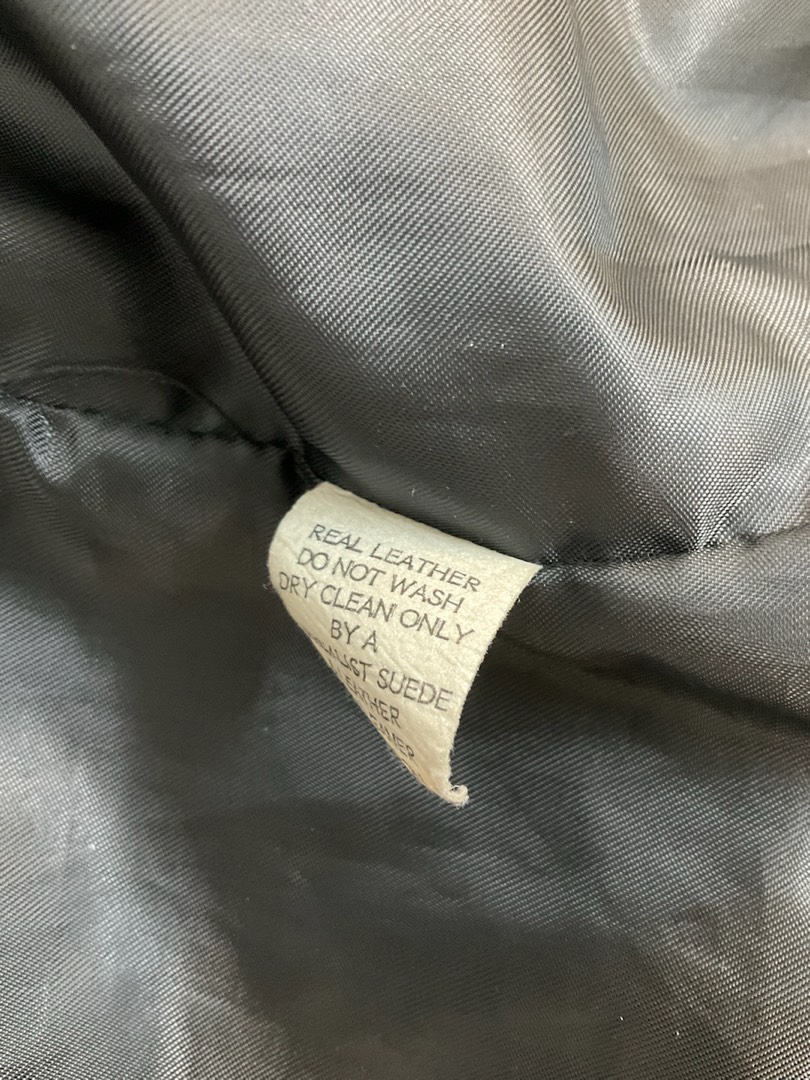 REAL LEATHER
DO NOT WASH
DRY CLEAN ONLY
BY A
SUEDE